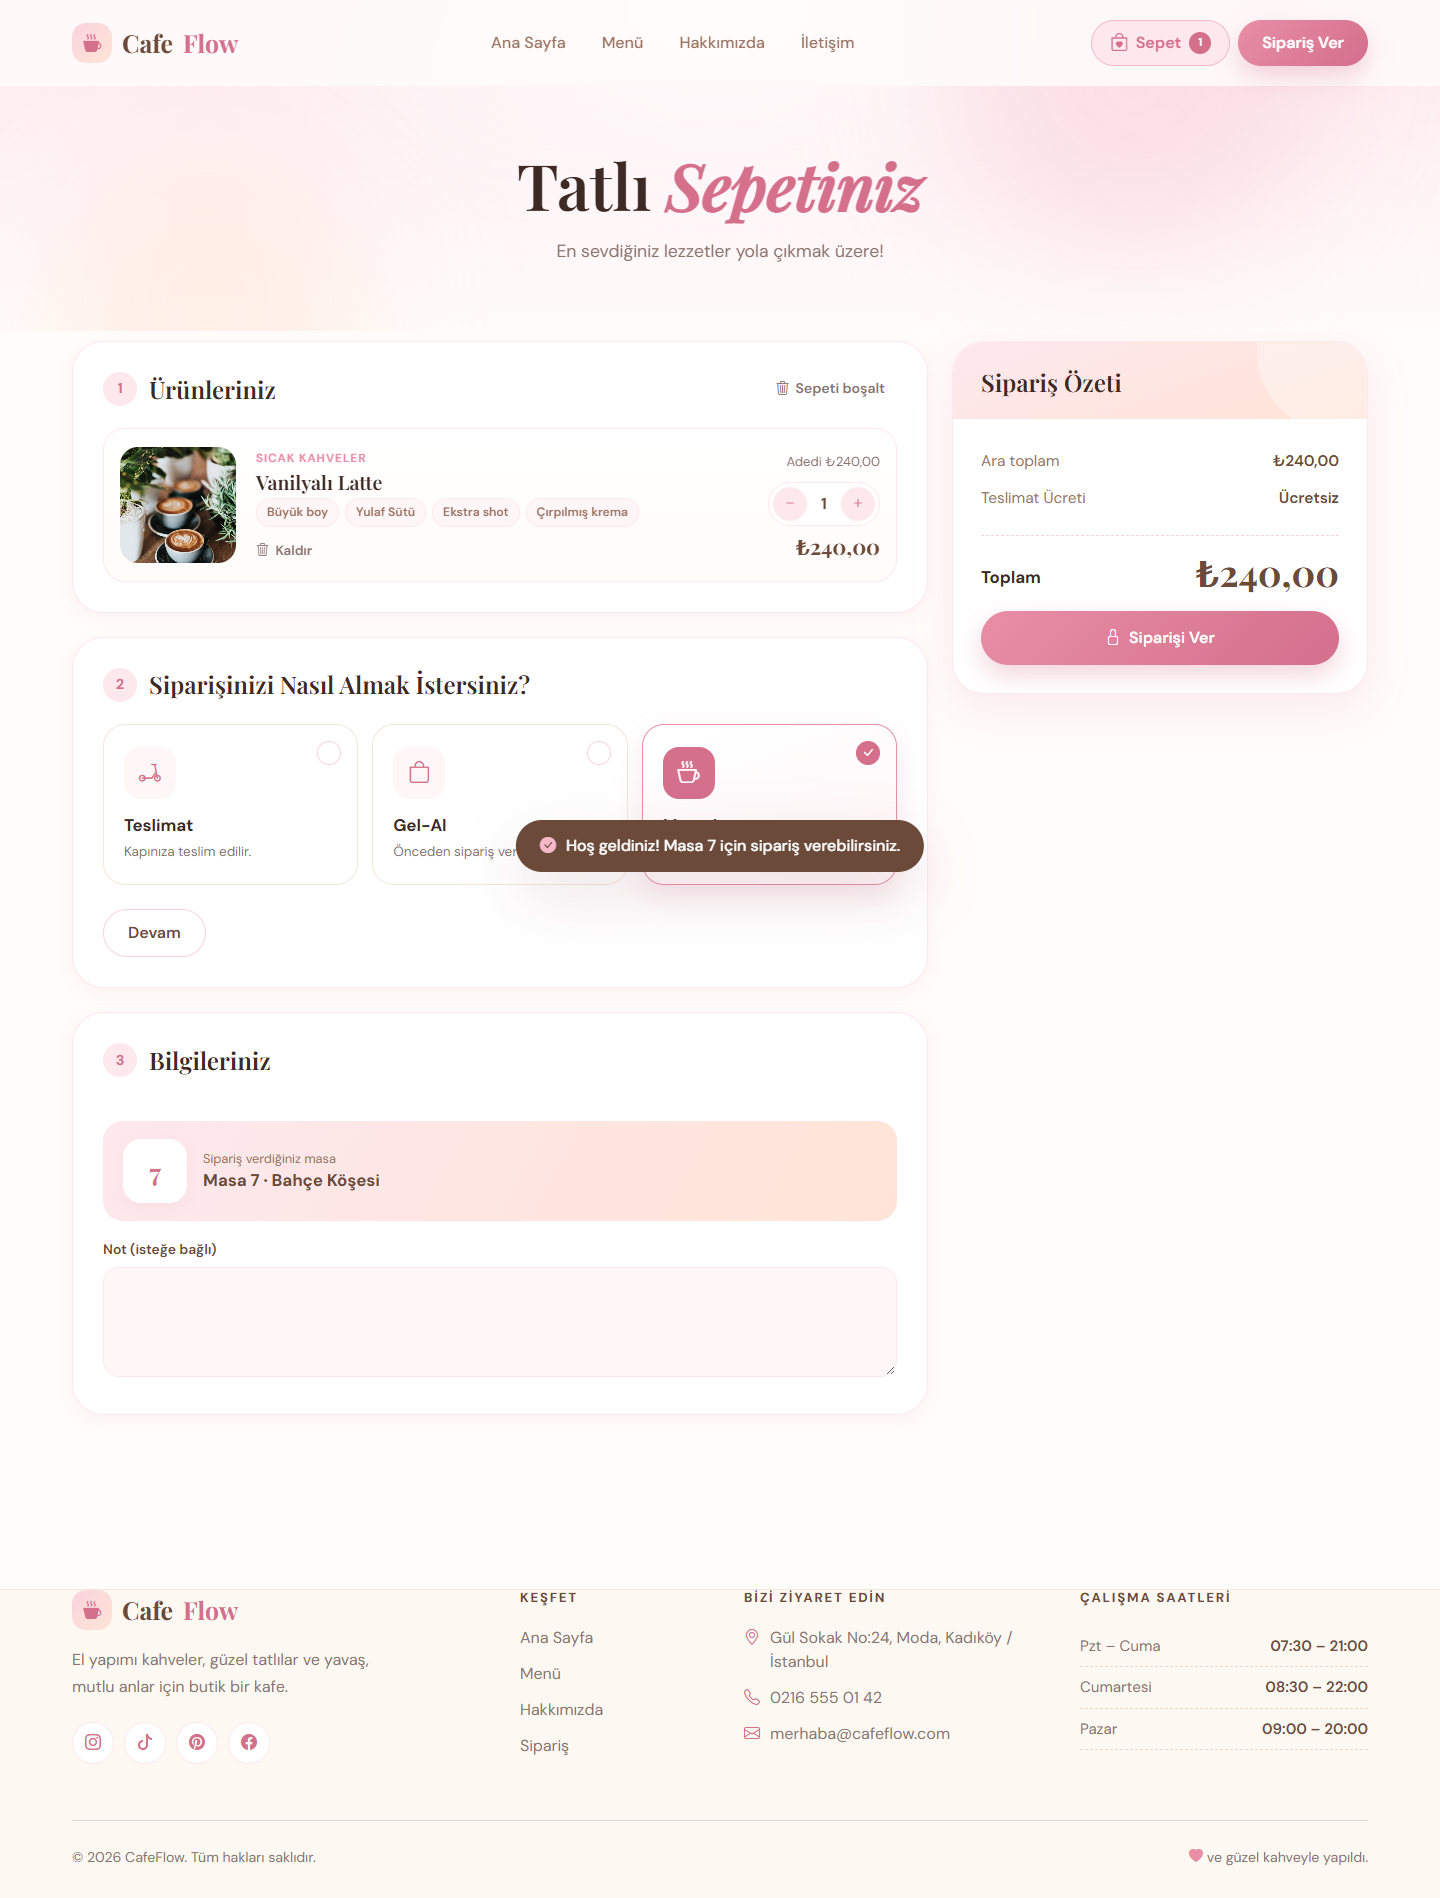 Cafe Flow
Ana Sayfa Menü Hakkımızda İletişim
Sepet 1
Sipariş Ver
Tatlı Sepetiniz
En sevdiğiniz lezzetler yola çıkmak üzere!
1 Ürünleriniz
Sepeti boşalt
SICAK KAHVELER
Vanilyalı Latte
Büyük boy Yulaf Sütü Ekstra shot Çırpılmış krema
Kaldır
Adedi ₺240,00
− 1 +
₺240,00
Sipariş Özeti
Ara toplam ₺240,00
Teslimat Ücreti Ücretsiz
Toplam ₺240,00
Siparişi Ver
2 Siparişinizi Nasıl Almak İstersiniz?
Teslimat
Kapınıza teslim edilir.
Gel-Al
Önceden sipariş ver
Hoş geldiniz! Masa 7 için sipariş verebilirsiniz.
Devam
3 Bilgileriniz
7
Sipariş verdiğiniz masa
Masa 7 · Bahçe Köşesi
Not (isteğe bağlı)
Cafe Flow
El yapımı kahveler, güzel tatlılar ve yavaş,
mutlu anlar için butik bir kafe.
KEŞFET
Ana Sayfa
Menü
Hakkımızda
Sipariş
BİZİ ZİYARET EDİN
Gül Sokak No:24, Moda, Kadıköy /
İstanbul
0216 555 01 42
merhaba@cafeflow.com
ÇALIŞMA SAATLERİ
Pzt – Cuma 07:30 – 21:00
Cumartesi 08:30 – 22:00
Pazar 09:00 – 20:00
© 2026 CafeFlow. Tüm hakları saklıdır.
ve güzel kahveyle yapıldı.